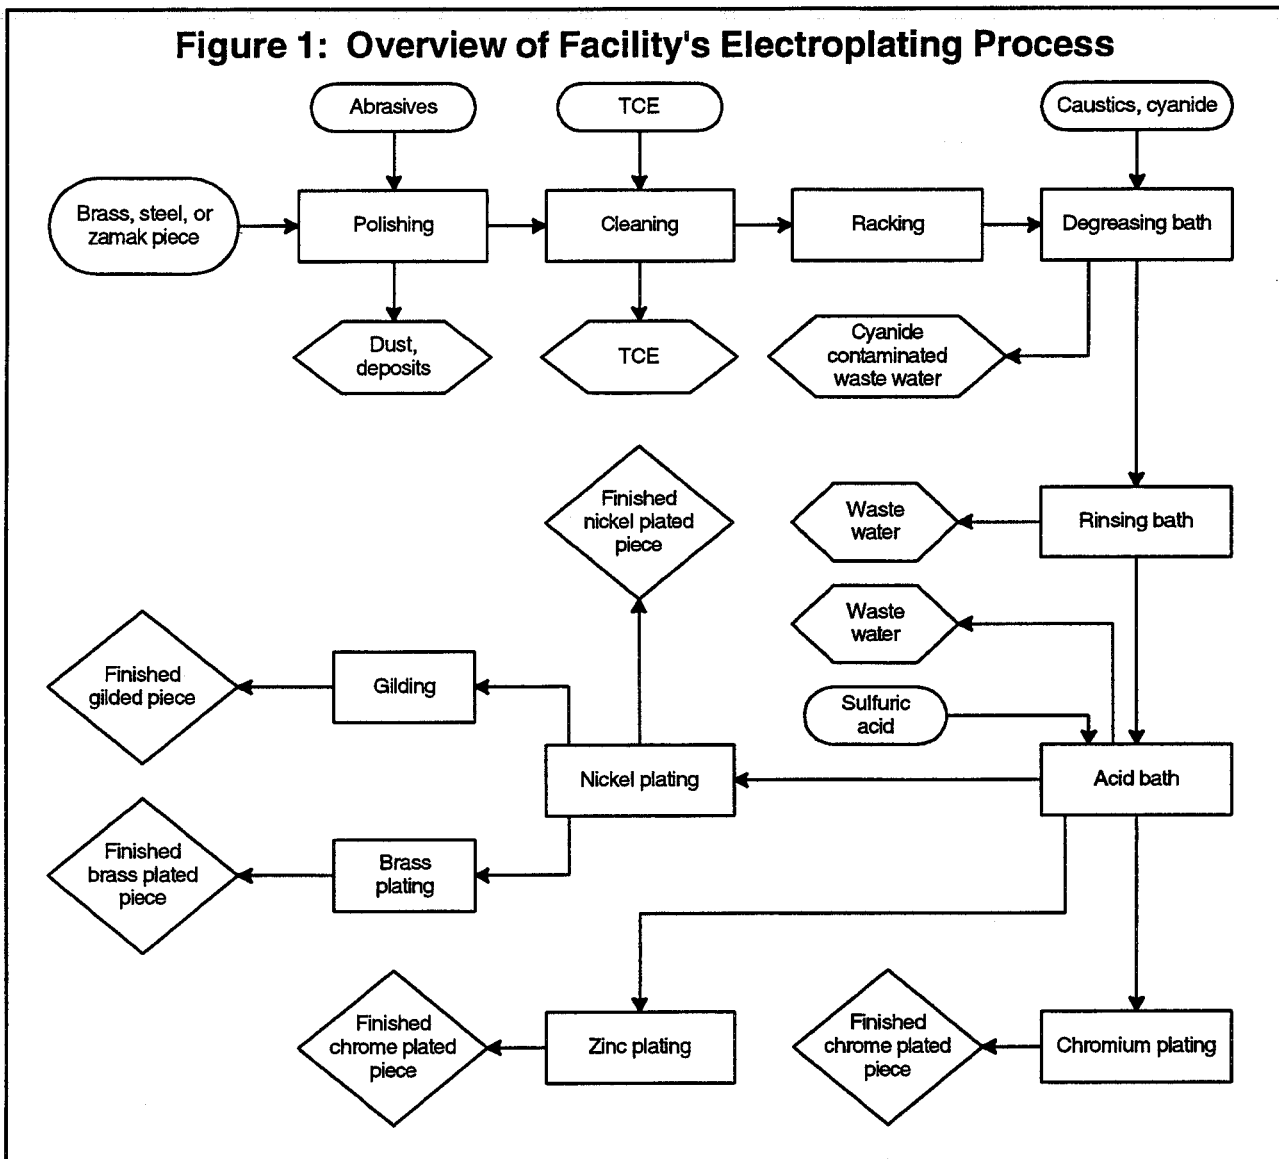 Figure 1: Overview of Facility's Electroplating Process
Abrasives
TCE
Caustics, cyanide
Brass, steel, or
zamak piece
Polishing
Cleaning
Racking
Degreasing bath
Dust,
deposits
TCE
Cyanide
contaminated
waste water
Finished
nickel plated
piece
Waste
water
Rinsing bath
Waste
water
Finished
gilded piece
Gilding
Sulfuric
acid
Nickel plating
Acid bath
Finished
brass plated
piece
Brass
plating
Finished
chrome plated
piece
Zinc plating
Finished
chrome plated
piece
Chromium plating